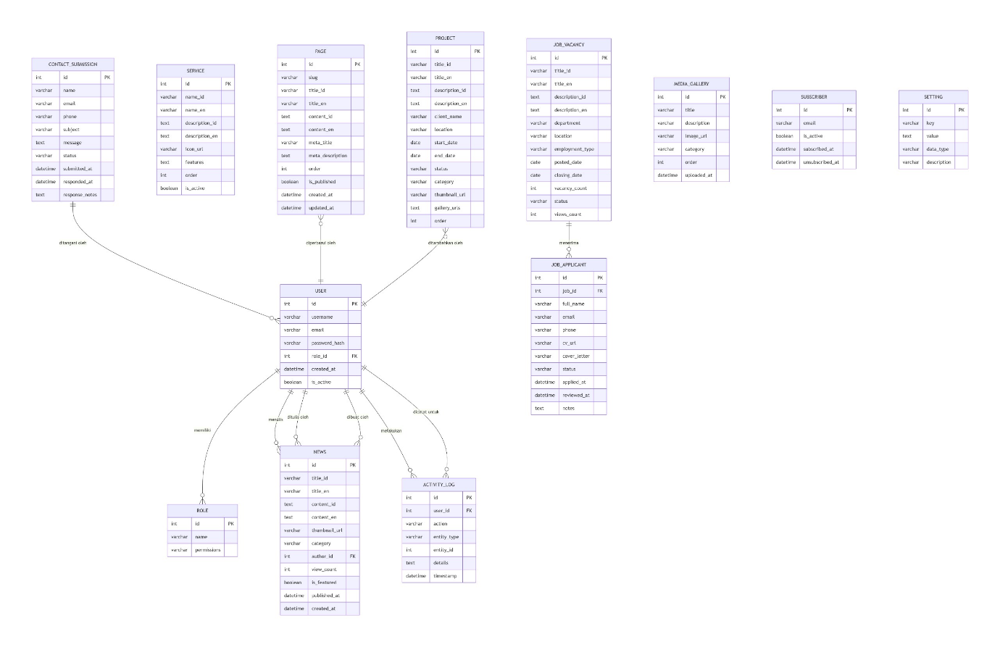 CONTACT_SUBMISSION
int id PK
varchar name
varchar email
varchar phone
varchar subject
text message
varchar status
datetime submitted_at
datetime responded_at
text response_notes
SERVICE
int id PK
varchar name_id
varchar name_en
text description_id
text description_en
varchar icon_url
text features
int order
boolean is_active
PAGE
int id PK
varchar slug
varchar title_id
varchar title_en
text content_id
text content_en
varchar meta_title
text meta_description
int order
boolean is_published
datetime created_at
datetime updated_at
PROJECT
int id PK
varchar title_id
varchar title_en
text description_id
text description_en
varchar client_name
varchar location
date start_date
date end_date
varchar status
varchar category
varchar thumbnail_url
text gallery_urls
int order
JOB_VACANCY
int id PK
varchar title_id
varchar title_en
text description_id
text description_en
varchar department
varchar location
varchar employment_type
date posted_date
date closing_date
int vacancy_count
varchar status
int views_count
MEDIA_GALLERY
int id PK
varchar title
varchar description
varchar image_url
varchar category
int order
datetime uploaded_at
SUBSCRIBER
int id PK
varchar email
boolean is_active
datetime subscribed_at
datetime unsubscribed_at
SETTING
int id PK
varchar key
text value
varchar data_type
varchar description
ditangani oleh
diperbarui oleh
ditambahkan oleh
menerima
USER
int id PK
varchar username
varchar email
varchar password_hash
int role_id FK
datetime created_at
boolean is_active
JOB_APPLICANT
int id PK
int job_id FK
varchar full_name
varchar email
varchar phone
varchar cv_url
varchar cover_letter
varchar status
datetime applied_at
datetime reviewed_at
text notes
memiliki
menulis
ditulis oleh
dibuat oleh
melakukan
dicatat untuk
ROLE
int id PK
varchar name
varchar permissions
NEWS
int id PK
varchar title_id
varchar title_en
text content_id
text content_en
varchar thumbnail_url
varchar category
int author_id FK
int view_count
boolean is_featured
datetime published_at
datetime created_at
ACTIVITY_LOG
int id PK
int user_id FK
varchar action
varchar entity_type
int entity_id
text details
datetime timestamp